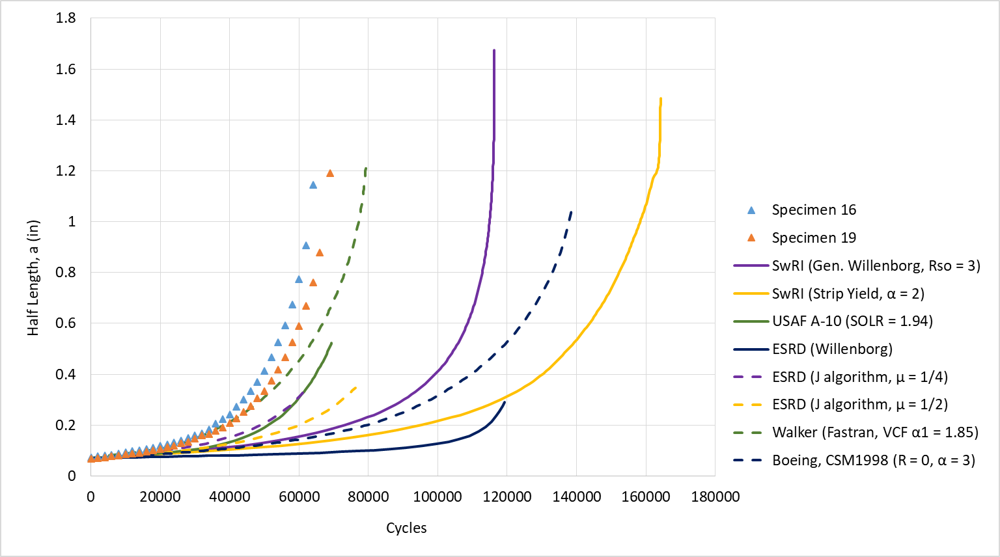 1.8
1.6
1.4
1.2
1
0.8
0.6
0.4
0.2
0
Half Length, a (in)
0 20000 40000 60000 80000 100000 120000 140000 160000 180000
Cycles
Specimen 16
Specimen 19
SwRI (Gen. Willenborg, Rso = 3)
SwRI (Strip Yield, α = 2)
USAF A-10 (SOLR = 1.94)
ESRD (Willenborg)
ESRD (J algorithm, μ = 1/4)
ESRD (J algorithm, μ = 1/2)
Walker (Fastran, VCF α1 = 1.85)
Boeing, CSM1998 (R = 0, α = 3)